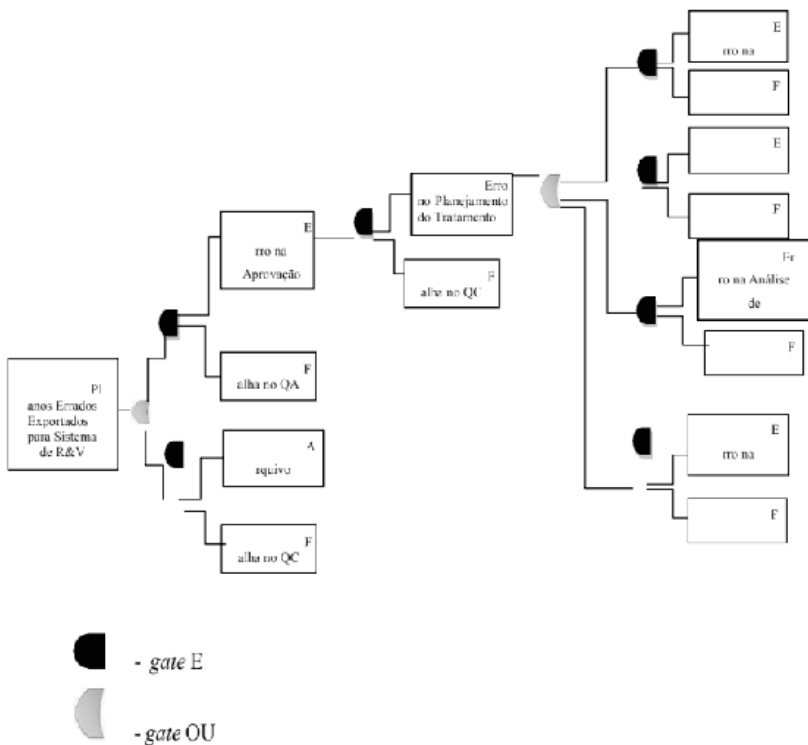 E
rro na
F
E
F
Erro
no Planejamento
do Tratamento
E
rro na
Aprovação
F
alha no QC
Er
ro na Análise
de
F
F
alha no QA
Pl
anos Errados
Exportados
para Sistema
de R&V
A
rquivo
E
rro na
F
F
alha no QC
- gate E
- gate OU